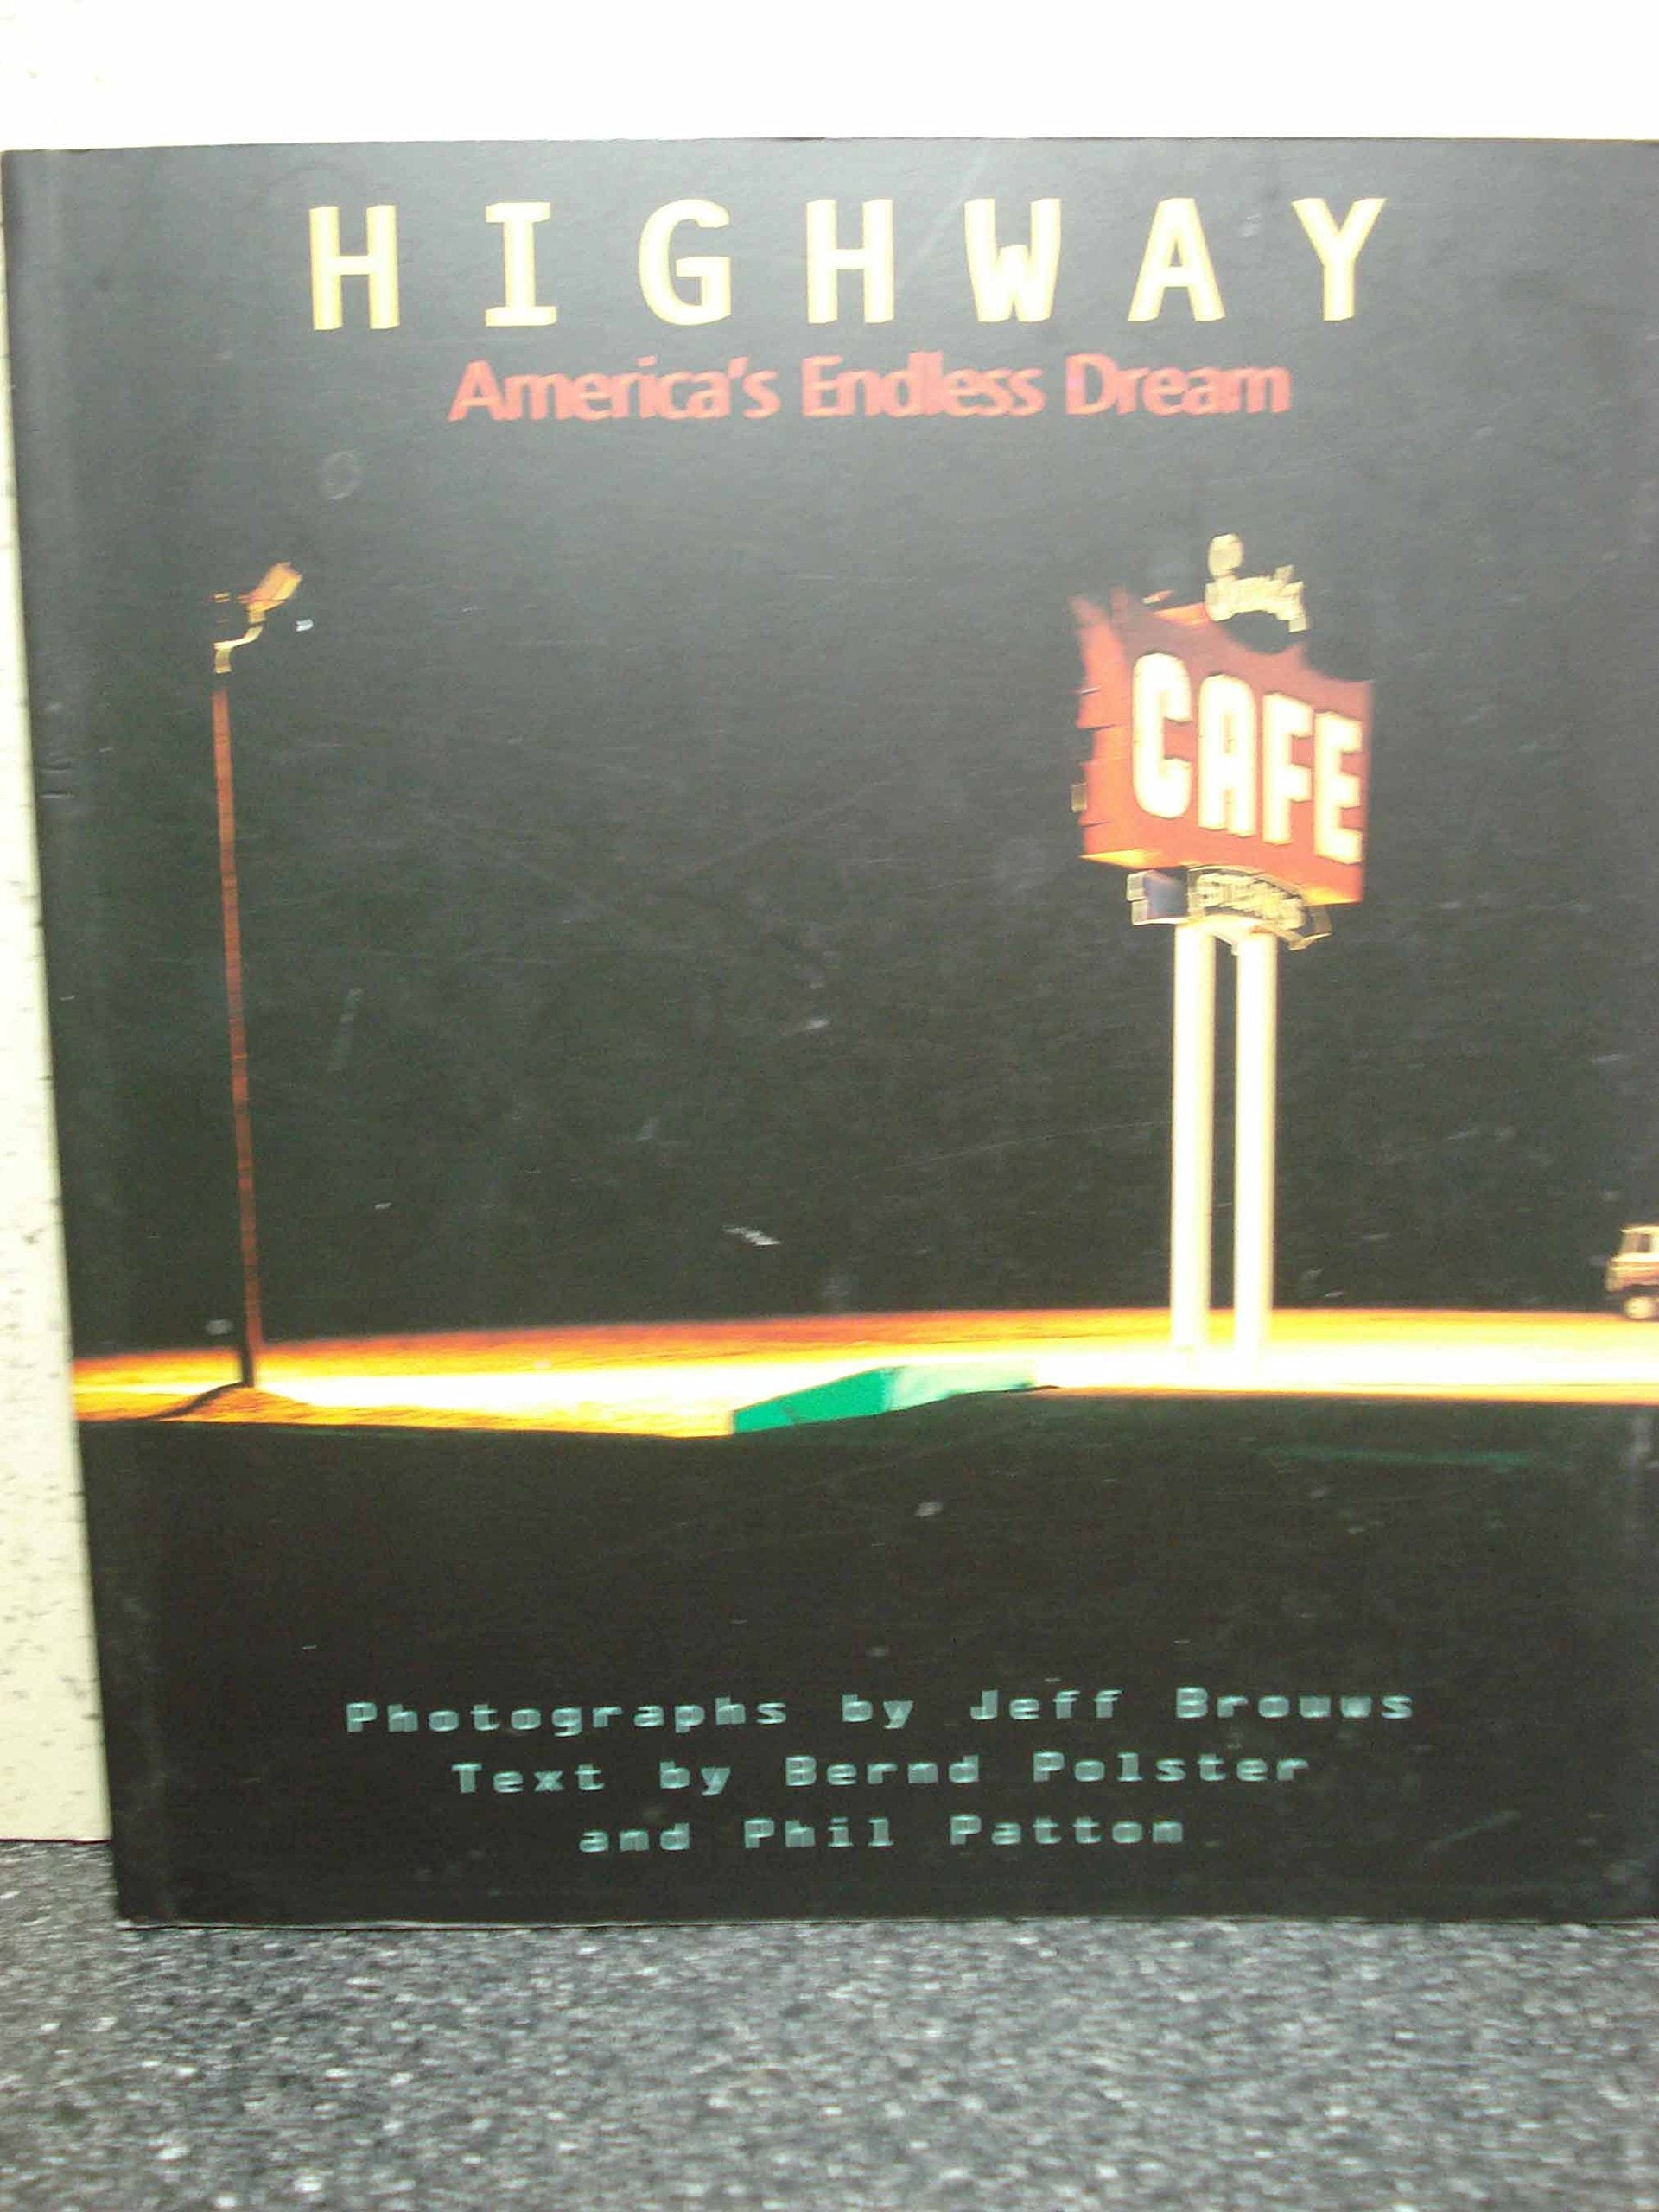 HIGHWAY
America's Endless Dream
CAFE
Photographs by Jeff Brouws
Text by Bernd Polster
and Phil Patton